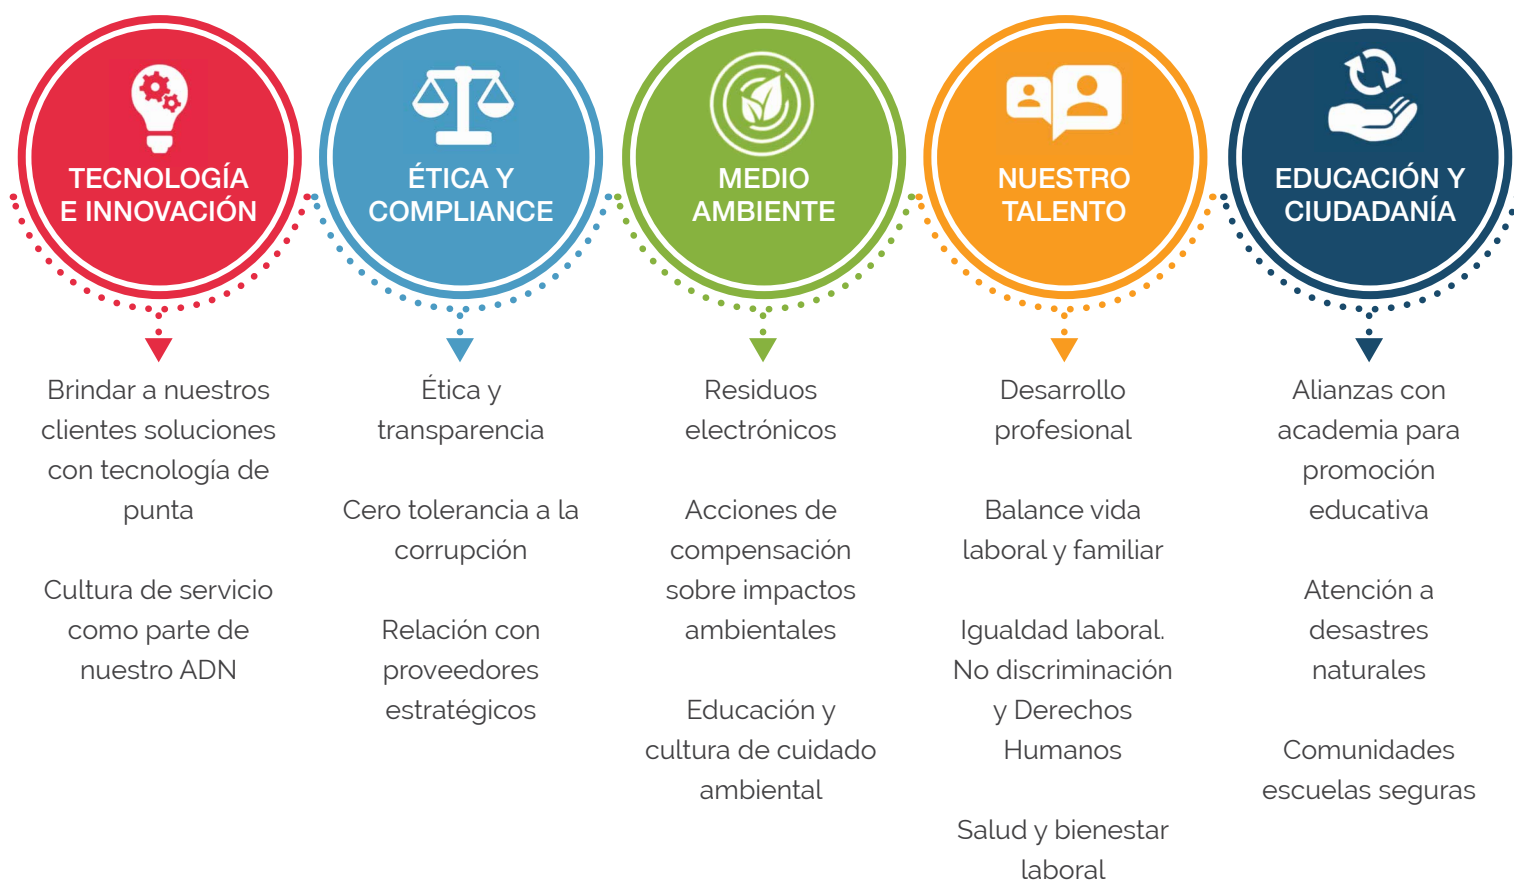 TECNOLOGÍA
E INNOVACIÓN
Brindar a nuestros
clientes soluciones
con tecnología de
punta
Cultura de servicio
como parte de
nuestro ADN
ÉTICA Y
COMPLIANCE
Ética y
transparencia
Cero tolerancia a la
corrupción
Relación con
proveedores
estratégicos
MEDIO
AMBIENTE
Residuos
electrónicos
Acciones de
compensación
sobre impactos
ambientales
Educación y
cultura de cuidado
ambiental
NUESTRO
TALENTO
Desarrollo
profesional
Balance vida
laboral y familiar
Igualdad laboral.
No discriminación
y Derechos
Humanos
Salud y bienestar
laboral
EDUCACIÓN Y
CIUDADANÍA
Alianzas con
academia para
promoción
educativa
Atención a
desastres
naturales
Comunidades
escuelas seguras